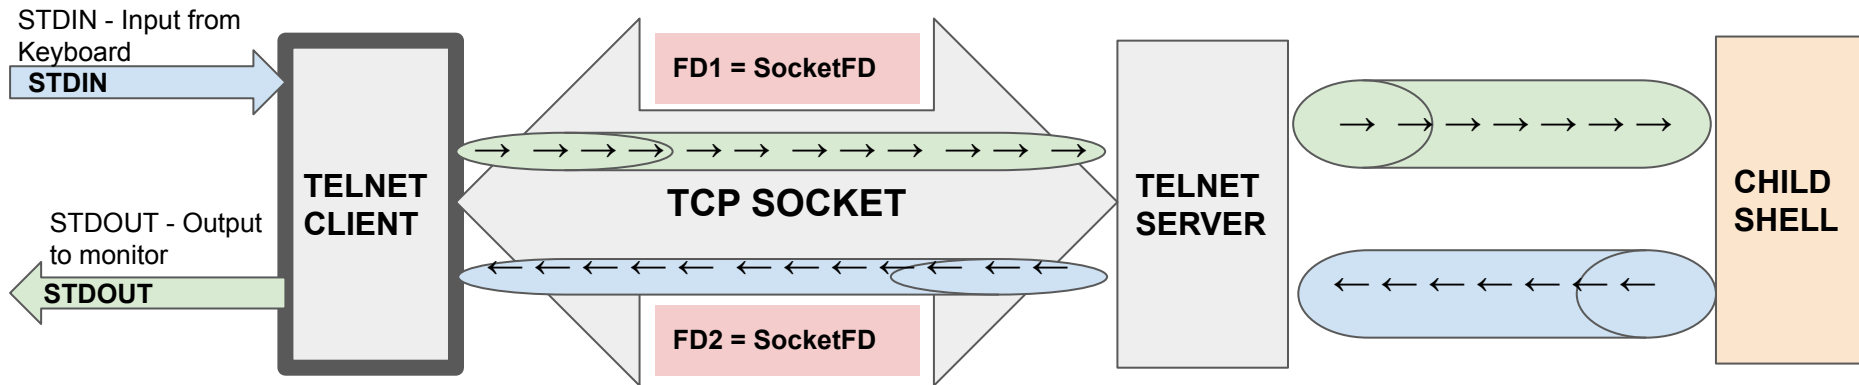 STDIN - Input from
Keyboard
STDIN
STDOUT - Output
to monitor
STDOUT
TELNET
CLIENT
FD1 = SocketFD
→ → → → → → → → → → → →
TCP SOCKET
← ← ← ← ← ← ← ← ← ← ← ←
FD2 = SocketFD
TELNET
SERVER
→ → → → → → →
← ← ← ← ← ← ←
CHILD
SHELL